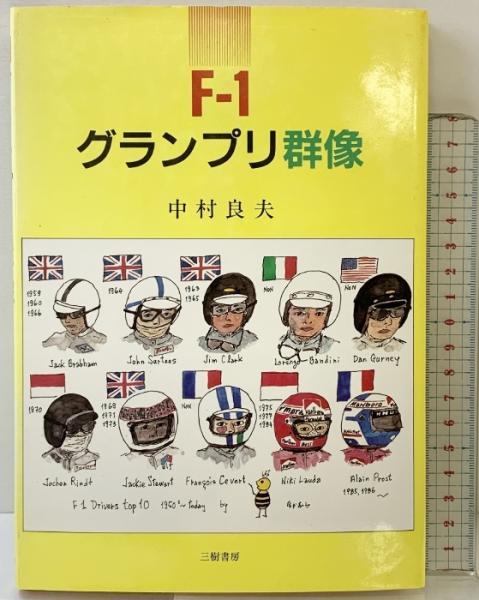 F-1
グランプリ群像
中村良夫
1959
1960
1966
1964
1963
1965
NON
NON
Jack Brabham
John Surtees
Jim Clark
Lorenzo Bandini
Dan Gurney
1970
1969
1971
1973
NON
1975
1977
1984
Marlboro
Jochen Rindt
Jackie Stewart
François Cevert
Niki Lauda
Alain Prost
1985, 1986 ~
F-1 Drivers top 10 1960's~Today by
三樹書房